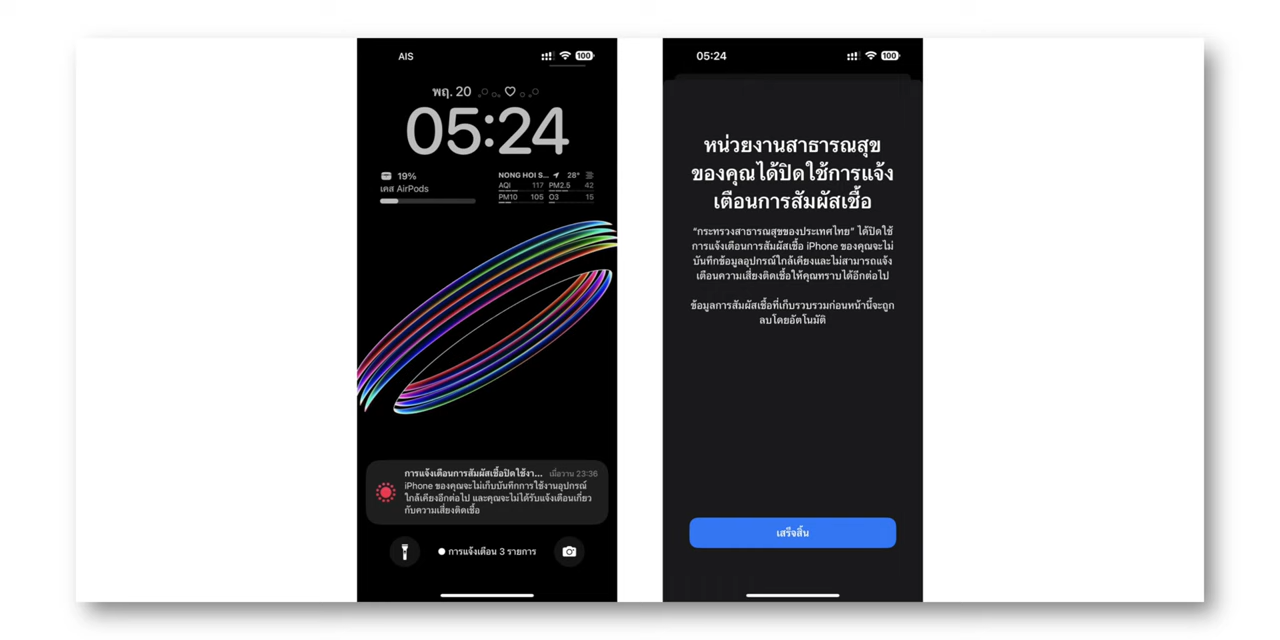 AIS
100
พฤ. 20
05:24
19%
เคส AirPods
NONG HOI S... 28°
AQI 117 PM2.5 42
PM10 105 O3 15
การแจ้งเตือนการสัมผัสเชื้อปิดใช้งา... เมื่อวาน 23:36
iPhone ของคุณจะไม่เก็บบันทึกการใช้งานอุปกรณ์
ใกล้เคียงอีกต่อไป และคุณจะไม่ได้รับแจ้งเตือนเกี่ยว
กับความเสี่ยงติดเชื้อ
การแจ้งเตือน 3 รายการ
05:24
100
หน่วยงานสาธารณสุข
ของคุณได้ปิดใช้การแจ้ง
เตือนการสัมผัสเชื้อ
“กระทรวงสาธารณสุขของประเทศไทย” ได้ปิดใช้
การแจ้งเตือนการสัมผัสเชื้อ iPhone ของคุณจะไม่
บันทึกข้อมูลอุปกรณ์ใกล้เคียงและไม่สามารถแจ้ง
เตือนความเสี่ยงติดเชื้อให้คุณทราบได้อีกต่อไป
ข้อมูลการสัมผัสเชื้อที่เก็บรวบรวมก่อนหน้านี้จะถูก
ลบโดยอัตโนมัติ
เสร็จสิ้น